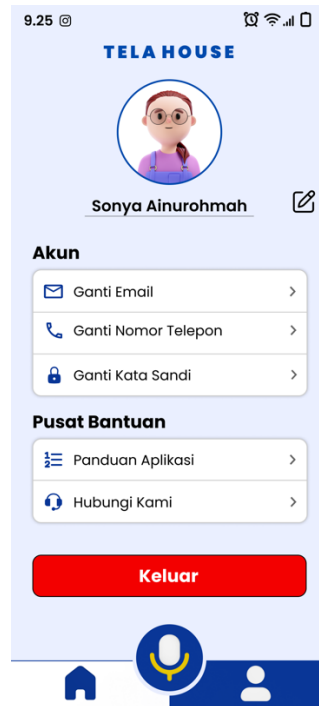 9.25
TELA HOUSE
Sonya Ainurohmah
Akun
Ganti Email
Ganti Nomor Telepon
Ganti Kata Sandi
Pusat Bantuan
Panduan Aplikasi
Hubungi Kami
Keluar